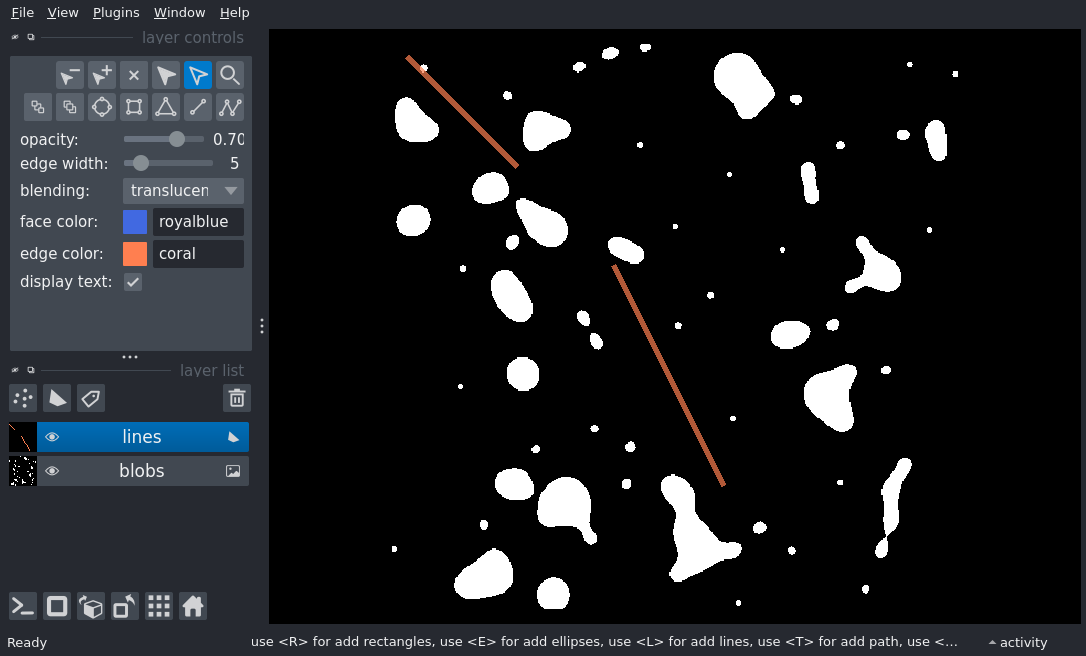 File View Plugins Window Help
layer controls
opacity: 0.70
edge width: 5
blending: translucen
face color: royalblue
edge color: coral
display text:
layer list
lines
blobs
Ready use <R> for add rectangles, use <E> for add ellipses, use <L> for add lines, use <T> for add path, use <... activity